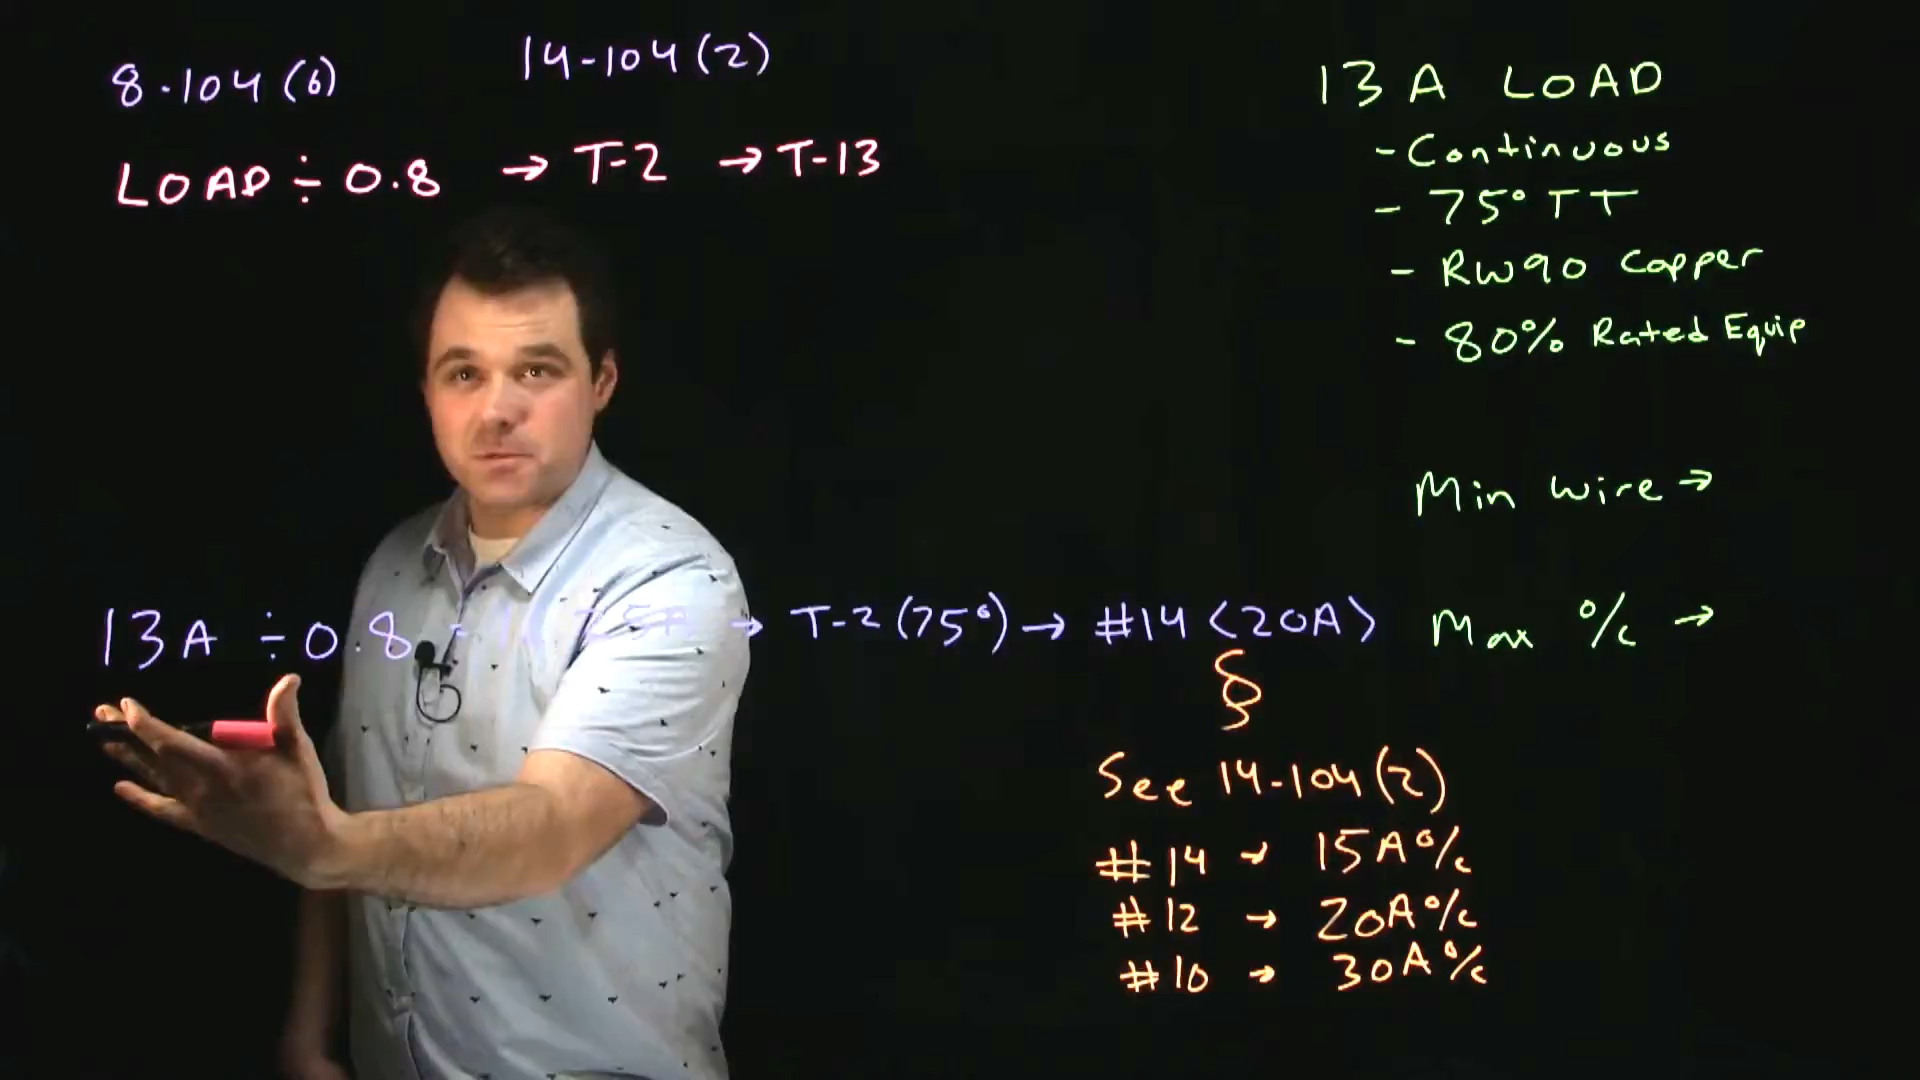 8-104(6)
14-104(2)
LOAD ÷ 0.8 → T-2 → T-13
13 A LOAD
- Continuous
- 75° TT
- RW90 Copper
- 80% Rated Equip
Min wire →
13A ÷ 0.8 → T-2 (75°) → #14 <20A>
Max o/c →
See 14-104(2)
#14 → 15A o/c
#12 → 20A o/c
#10 → 30A o/c